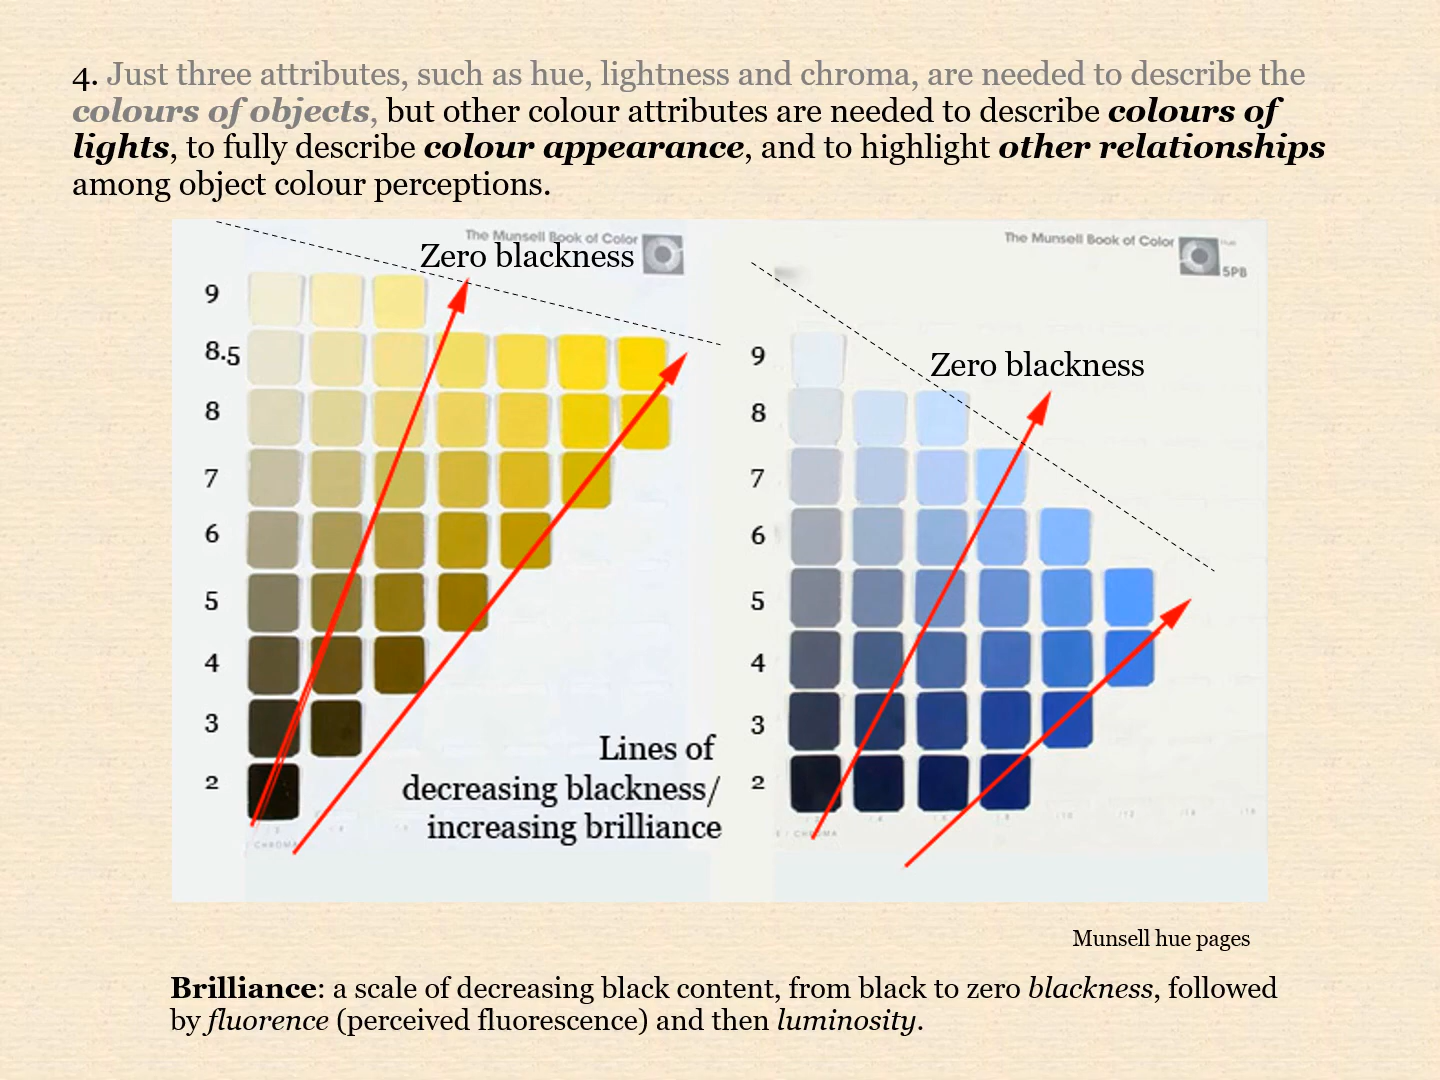 4. Just three attributes, such as hue, lightness and chroma, are needed to describe the
colours of objects, but other colour attributes are needed to describe colours of
lights, to fully describe colour appearance, and to highlight other relationships
among object colour perceptions.
The Munsell Book of Color
Zero blackness
9
8.5
8
7
6
5
4
3
2
/ CHROMA
Lines of
decreasing blackness/
increasing brilliance
The Munsell Book of Color
Hue
5PB
Zero blackness
9
8
7
6
5
4
3
2
/ CHROMA
Munsell hue pages
Brilliance: a scale of decreasing black content, from black to zero blackness, followed
by fluorence (perceived fluorescence) and then luminosity.